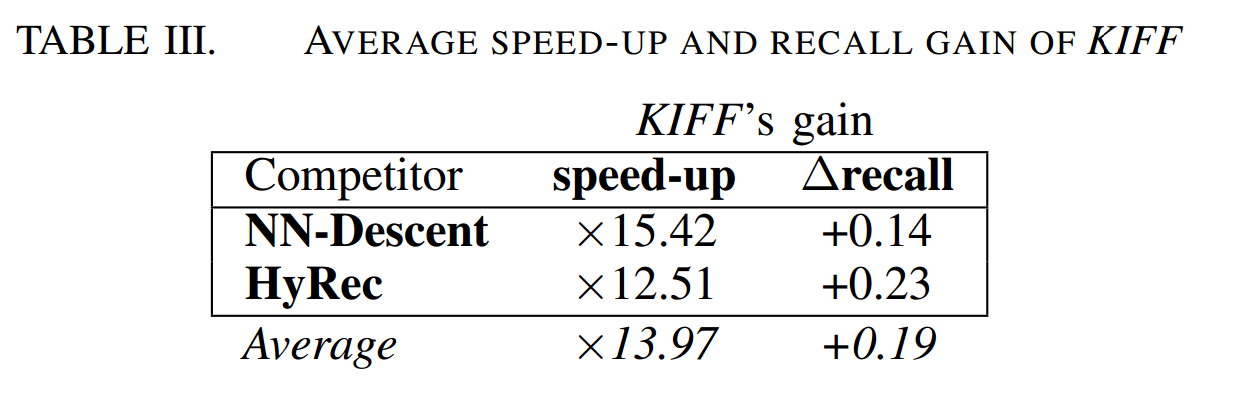 TABLE III. AVERAGE SPEED-UP AND RECALL GAIN OF KIFF
KIFF's gain
Competitor speed-up Δrecall
NN-Descent ×15.42 +0.14
HyRec ×12.51 +0.23
Average ×13.97 +0.19